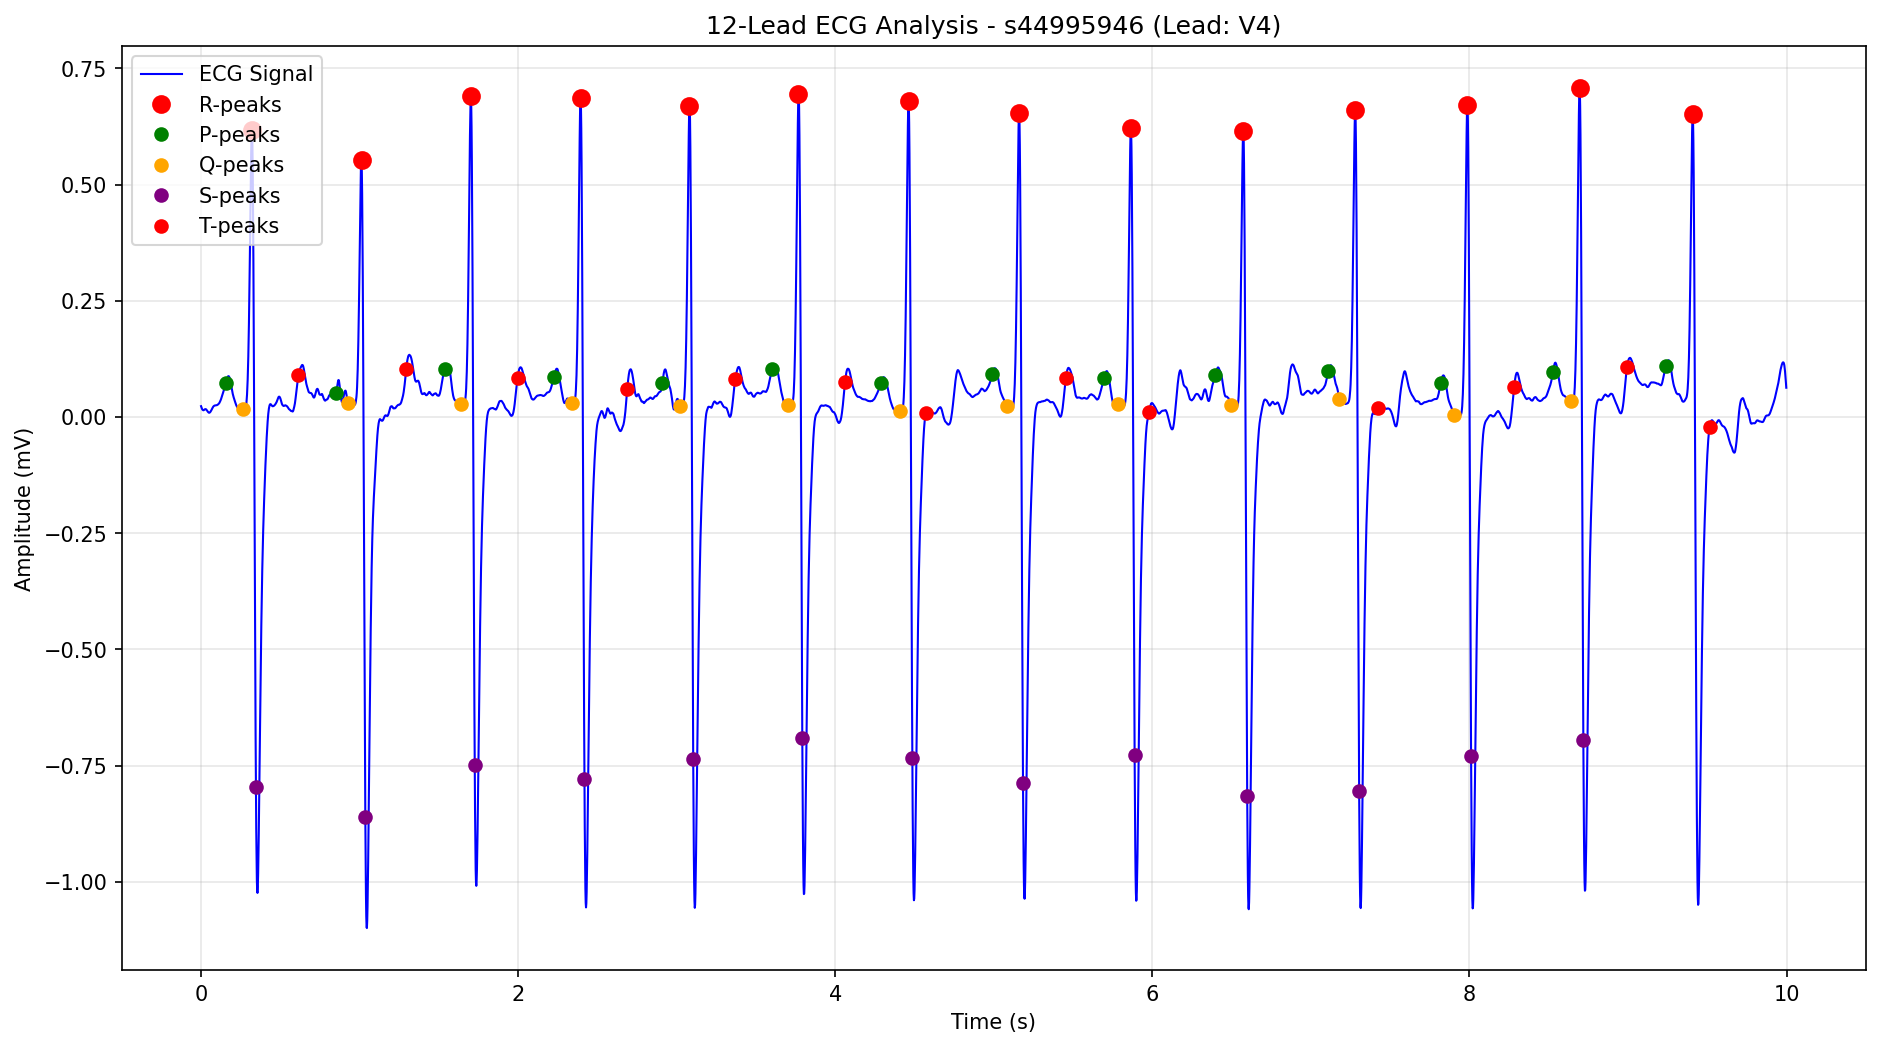 12-Lead ECG Analysis - s44995946 (Lead: V4)
ECG Signal
R-peaks
P-peaks
Q-peaks
S-peaks
T-peaks
Amplitude (mV)
0.75
0.50
0.25
0.00
−0.25
−0.50
−0.75
−1.00
0 2 4 6 8 10
Time (s)